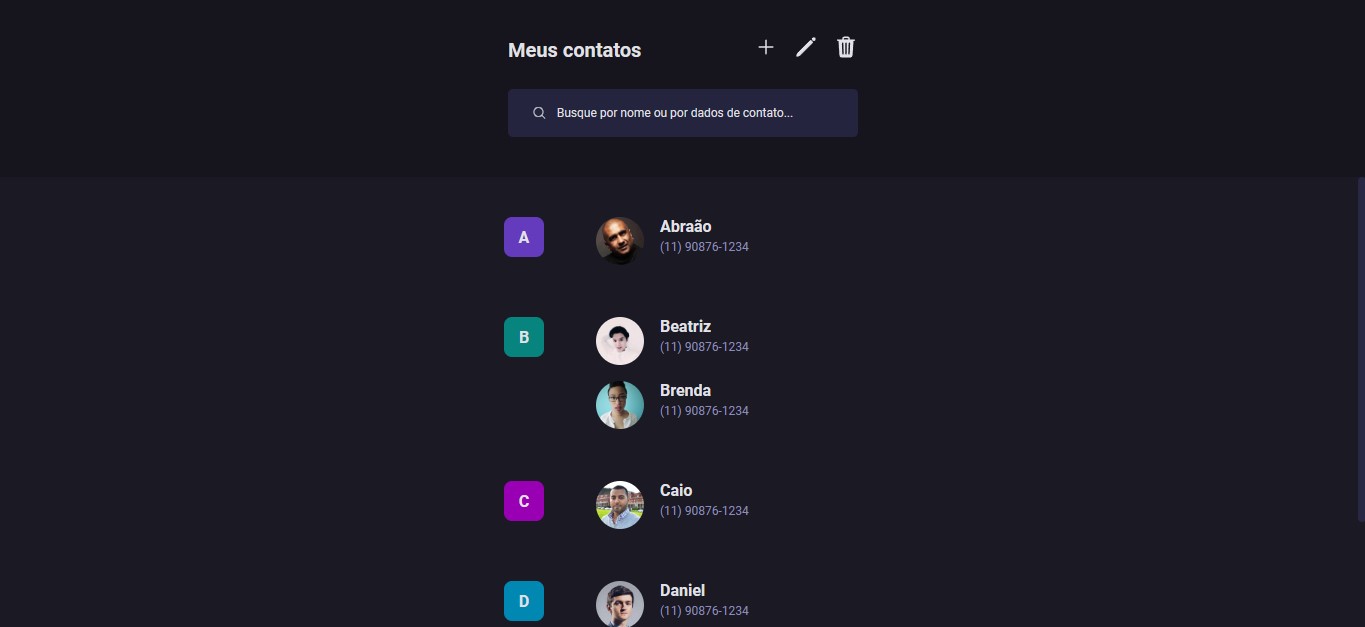 Meus contatos
Busque por nome ou por dados de contato...
A
Abraão
(11) 90876-1234
B
Beatriz
(11) 90876-1234
Brenda
(11) 90876-1234
C
Caio
(11) 90876-1234
D
Daniel
(11) 90876-1234